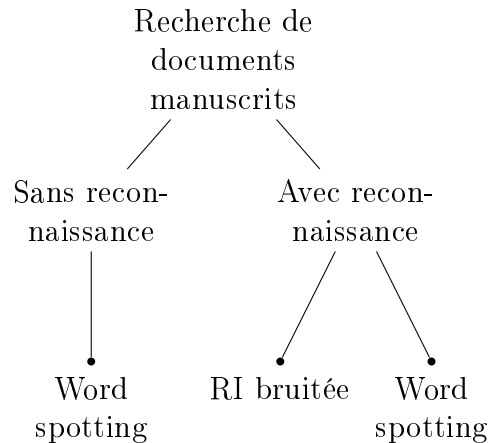 Recherche de
documents
manuscrits
Sans recon-
naissance
Avec recon-
naissance
Word
spotting
RI bruitée
Word
spotting